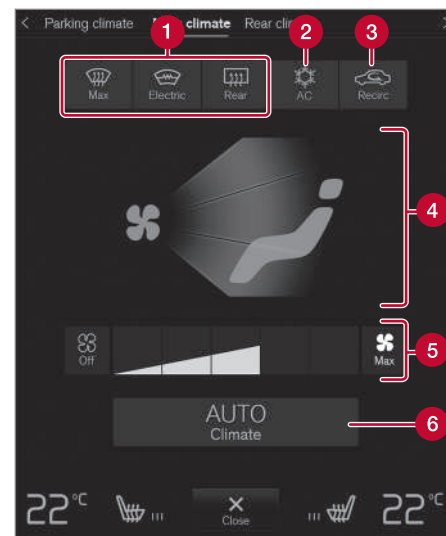 Parking climate climate Rear
1 2 3
Max Electric Rear AC Recirc
4
Off Max
5
AUTO
Climate
6
22°C Close 22°C